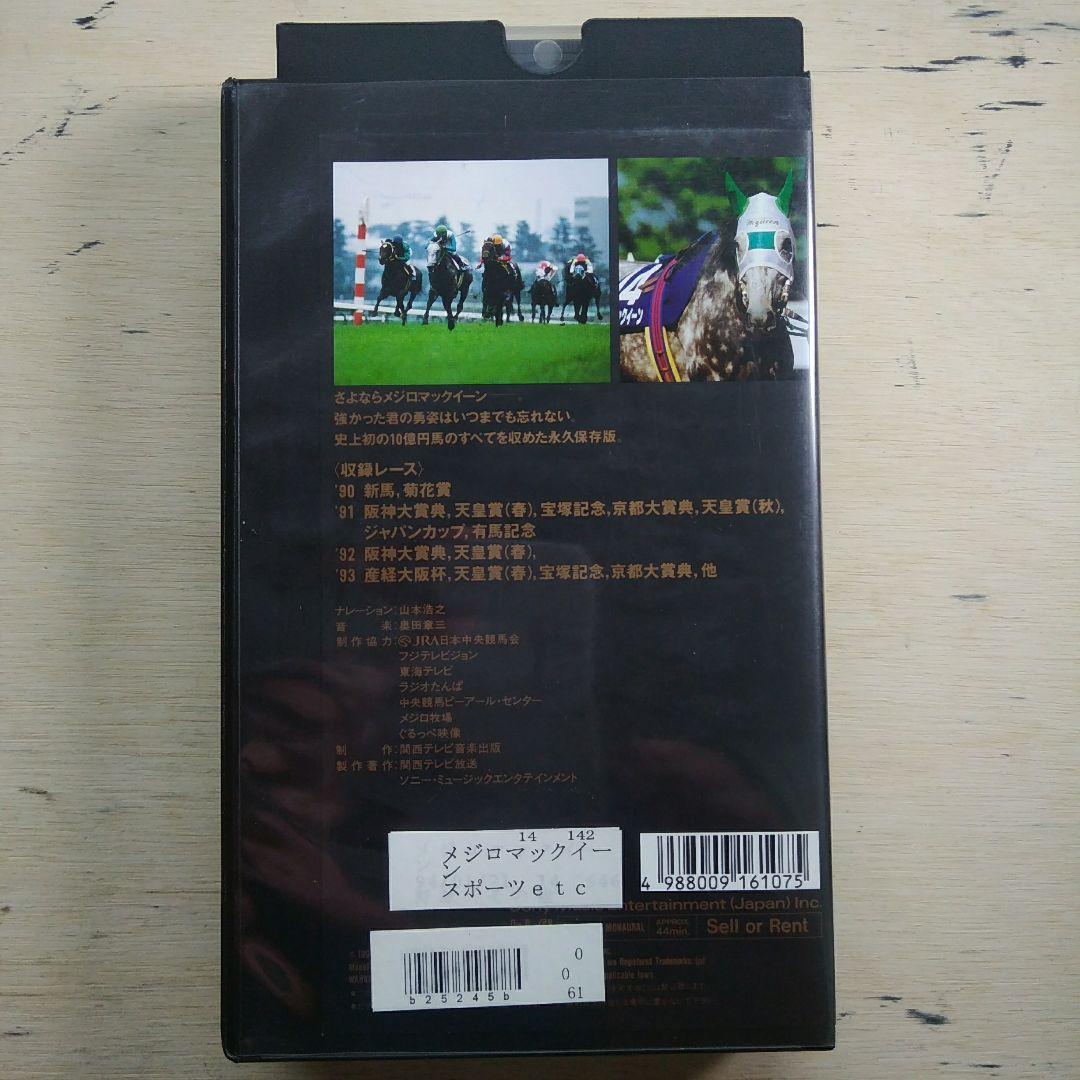 McQueen
14
クイーン
さよならメジロマックイーン——。
強かった君の勇姿はいつまでも忘れない。
史上初の10億円馬のすべてを収めた永久保存版。
〈収録レース〉
'90 新馬,菊花賞
'91 阪神大賞典,天皇賞(春),宝塚記念,京都大賞典,天皇賞(秋),
ジャパンカップ,有馬記念
'92 阪神大賞典,天皇賞(春),
'93 産経大阪杯,天皇賞(春),宝塚記念,京都大賞典,他
ナレーション:山本浩之
音 楽:奥田章三
制作協力:JRA日本中央競馬会
フジテレビジョン
東海テレビ
ラジオたんぱ
中央競馬ピーアール・センター
メジロ牧場
ぐるっぺ映像
制 作:関西テレビ音楽出版
製作著作:関西テレビ放送
ソニー・ミュージックエンタテインメント
14 142
メジロマックイー
ン
スポーツetc
4 988009 161075
Entertainment (Japan) Inc.
MONAURAL APPROX. 44min. Sell or Rent
Registered Trademarks.
0
0
61
b25245b